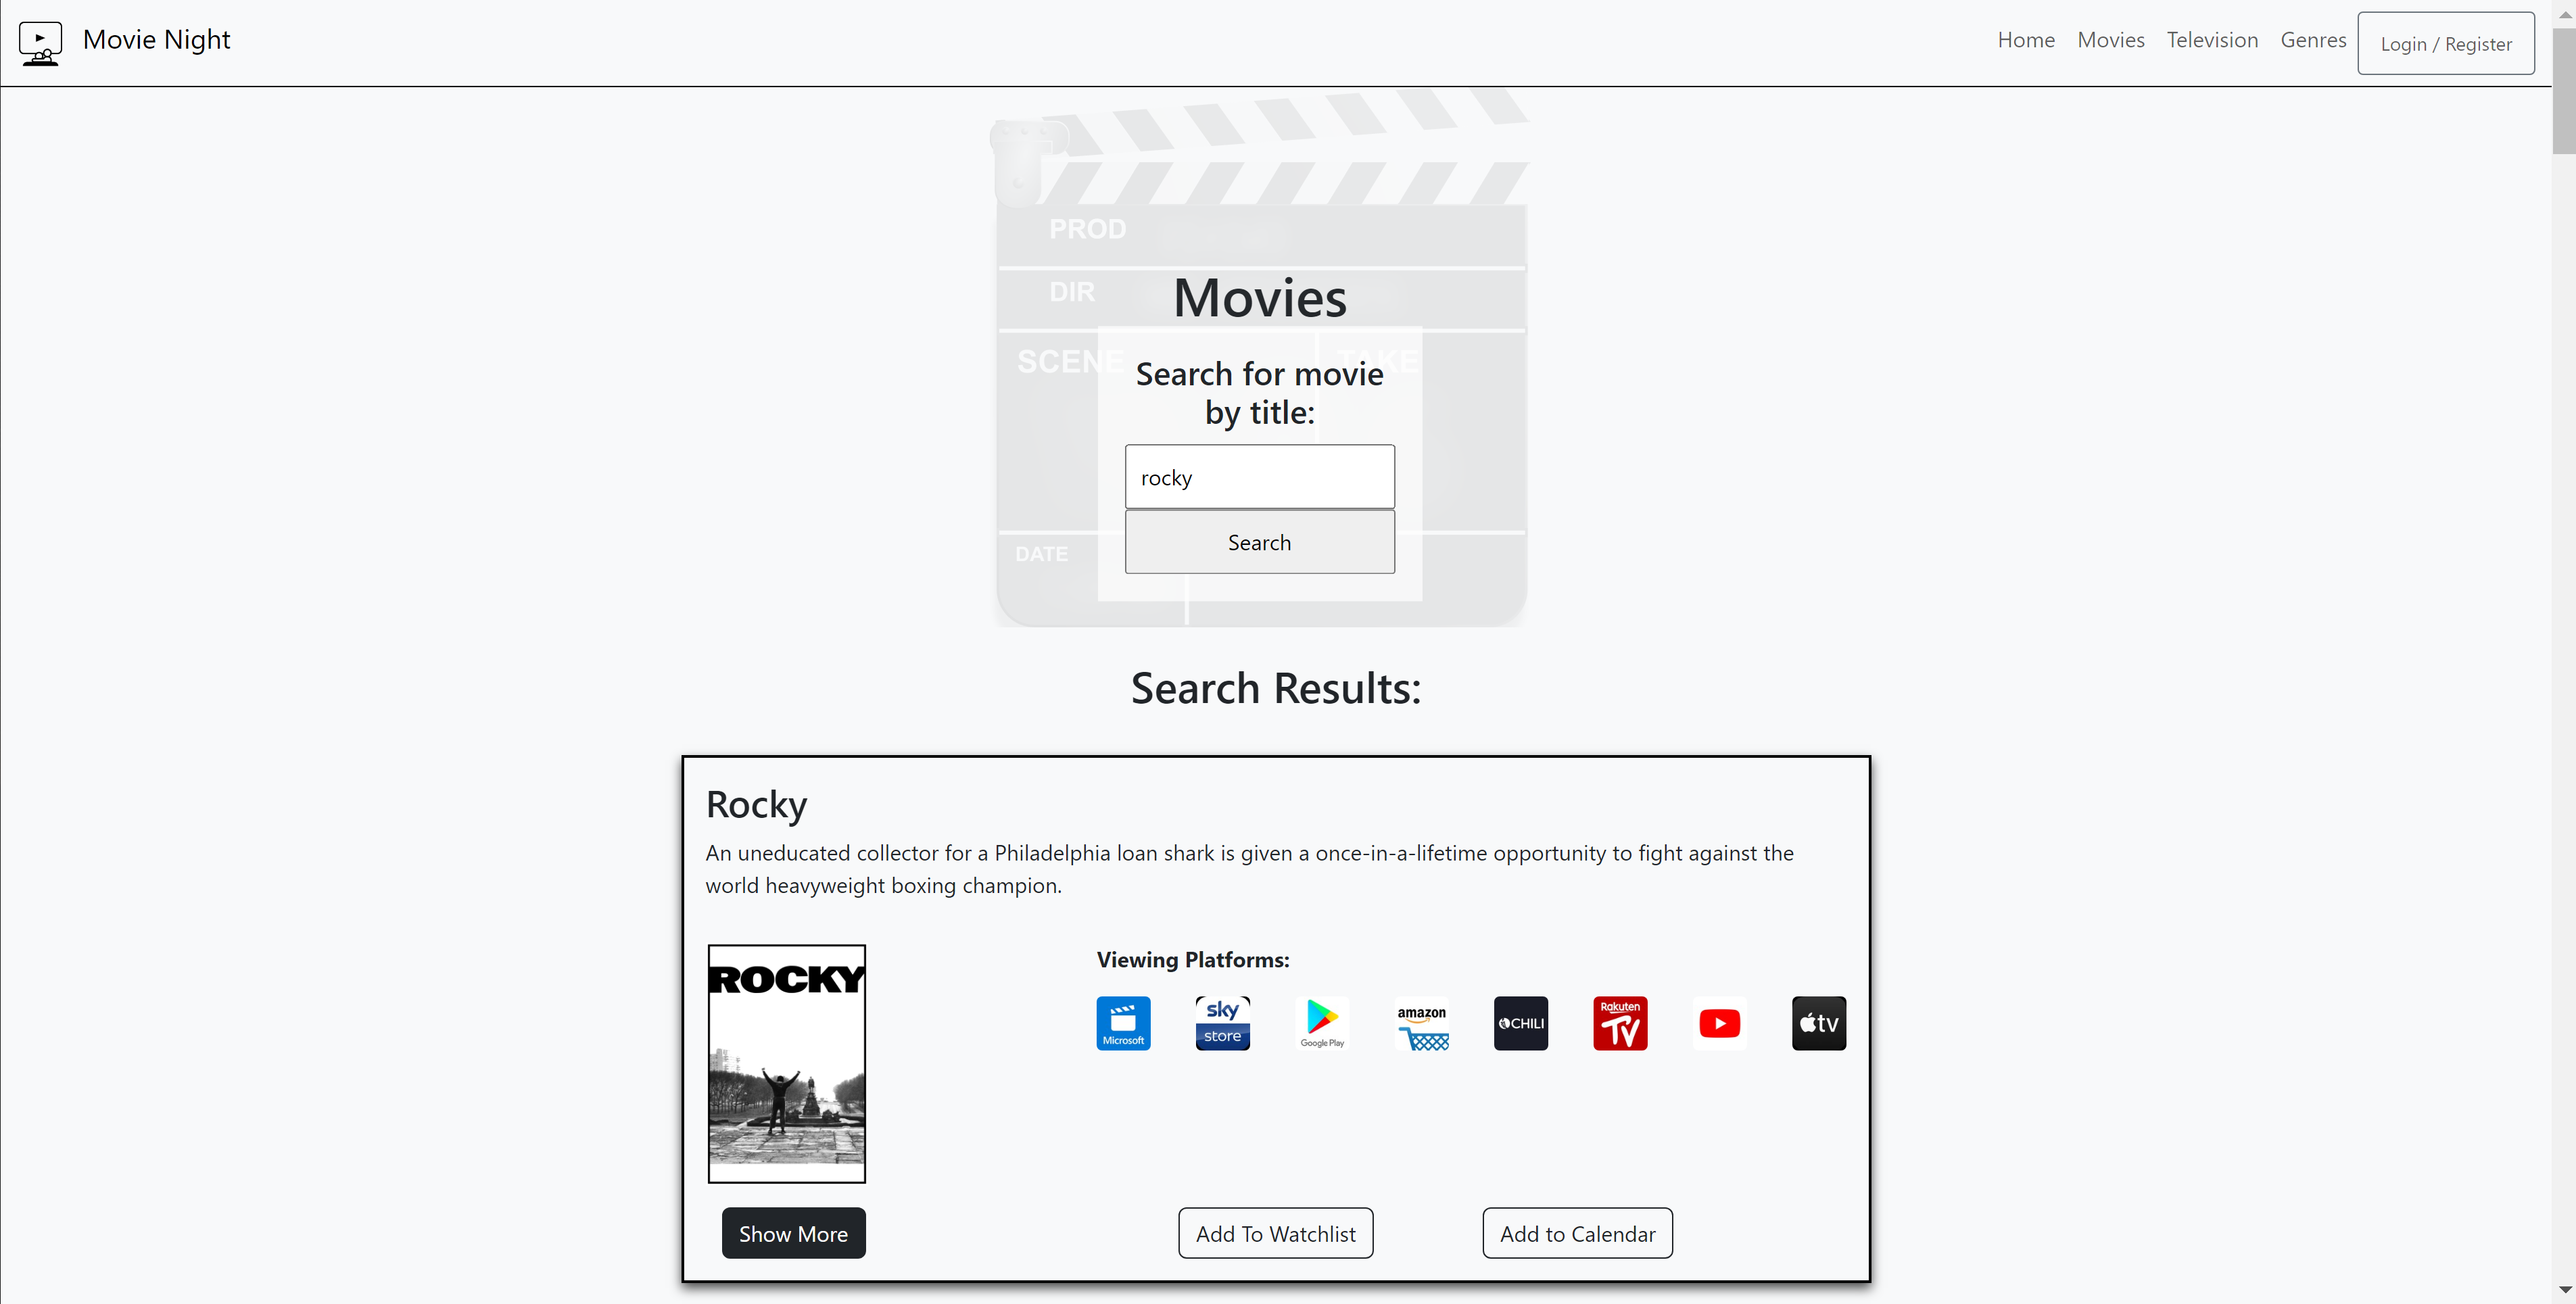 Movie Night
Home Movies Television Genres Login / Register
PROD
DIR
Movies
SCENE TAKE
Search for movie
by title:
rocky
Search
DATE
Search Results:
Rocky
An uneducated collector for a Philadelphia loan shark is given a once-in-a-lifetime opportunity to fight against the
world heavyweight boxing champion.
ROCKY
Viewing Platforms:
Microsoft
sky
store
Google Play
amazon
CHILI
Rakuten
TV
tv
Show More
Add To Watchlist
Add to Calendar